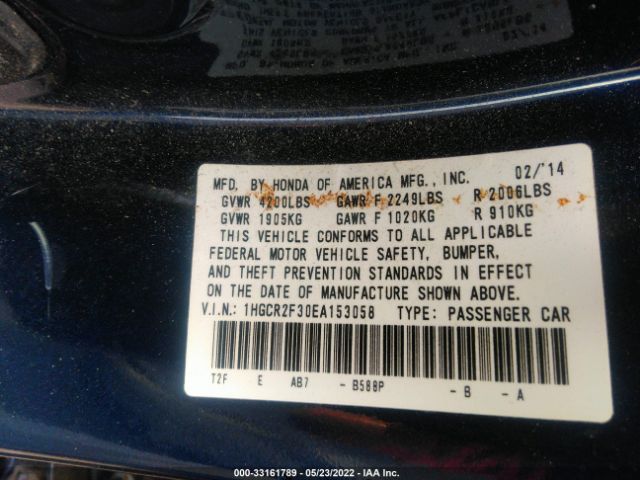 MFD. BY HONDA OF AMERICA MFG., INC. 02/'14
GVWR 4200LBS GAWR F 2249LBS R 2006LBS
GVWR 1905KG GAWR F 1020KG R 910KG
THIS VEHICLE CONFORMS TO ALL APPLICABLE
FEDERAL MOTOR VEHICLE SAFETY, BUMPER,
AND THEFT PREVENTION STANDARDS IN EFFECT
ON THE DATE OF MANUFACTURE SHOWN ABOVE.
V.I.N.: 1HGCR2F30EA153058 TYPE: PASSENGER CAR
T2F E AB7 - B588P - B - A
000-33161789 - 05/23/2022 - IAA Inc.